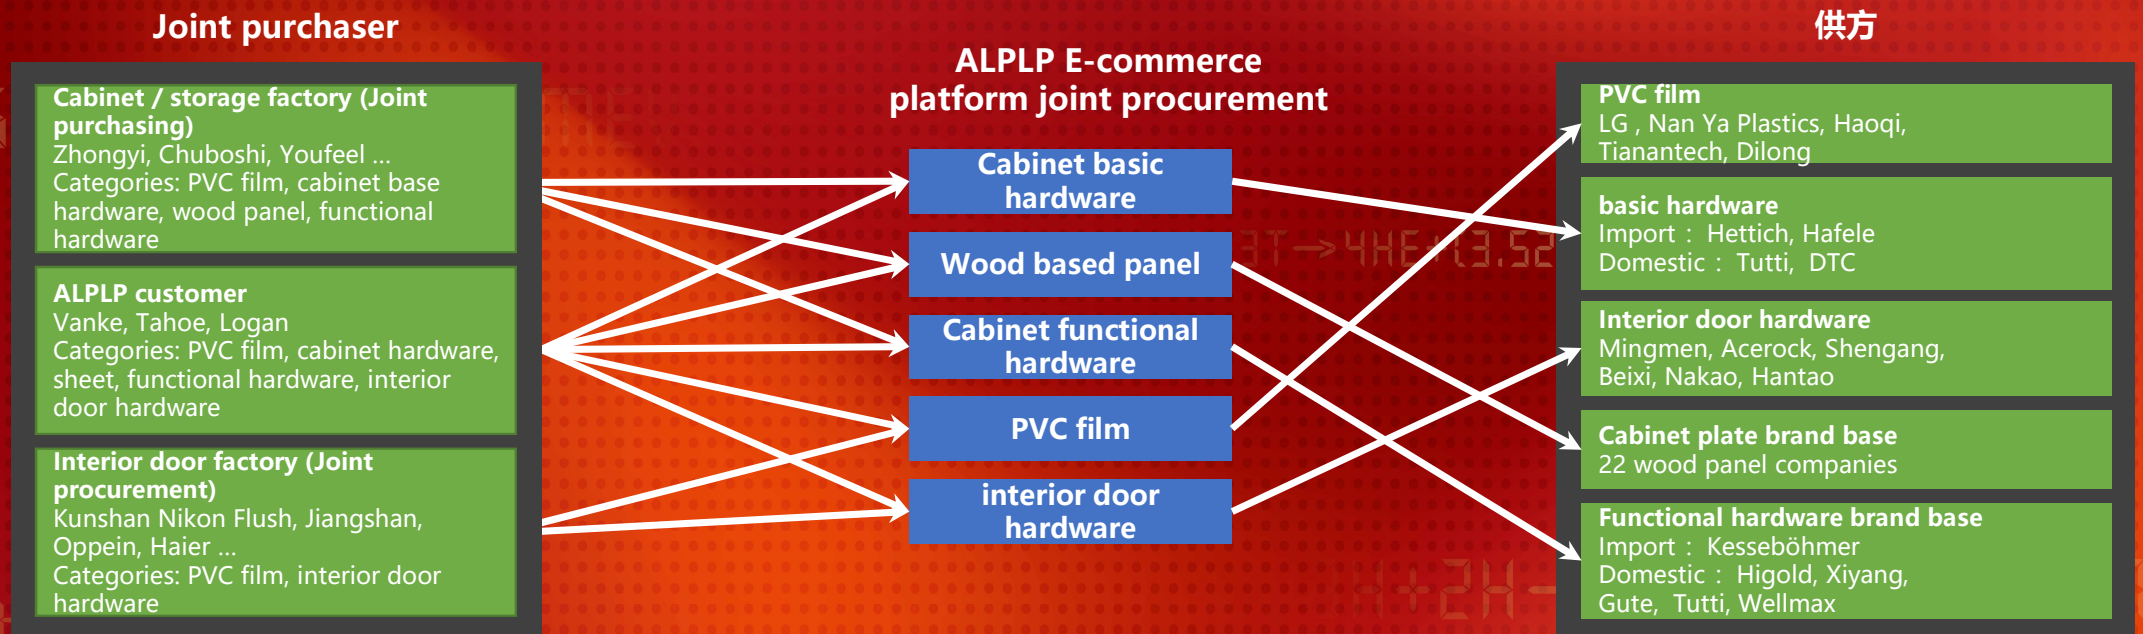 Joint purchaser
Cabinet / storage factory (Joint
purchasing)
Zhongyi, Chuboshi, Youfeel ...
Categories: PVC film, cabinet base
hardware, wood panel, functional
hardware
ALPLP customer
Vanke, Tahoe, Logan
Categories: PVC film, cabinet hardware,
sheet, functional hardware, interior
door hardware
Interior door factory (Joint
procurement)
Kunshan Nikon Flush, Jiangshan,
Oppein, Haier ...
Categories: PVC film, interior door
hardware
ALPLP E-commerce
platform joint procurement
Cabinet basic
hardware
Wood based panel
Cabinet functional
hardware
PVC film
interior door
hardware
供方
PVC film
LG , Nan Ya Plastics, Haoqi,
Tianantech, Dilong
basic hardware
Import： Hettich, Hafele
Domestic： Tutti, DTC
Interior door hardware
Mingmen, Acerock, Shengang,
Beixi, Nakao, Hantao
Cabinet plate brand base
22 wood panel companies
Functional hardware brand base
Import： Kesseböhmer
Domestic： Higold, Xiyang,
Gute, Tutti, Wellmax